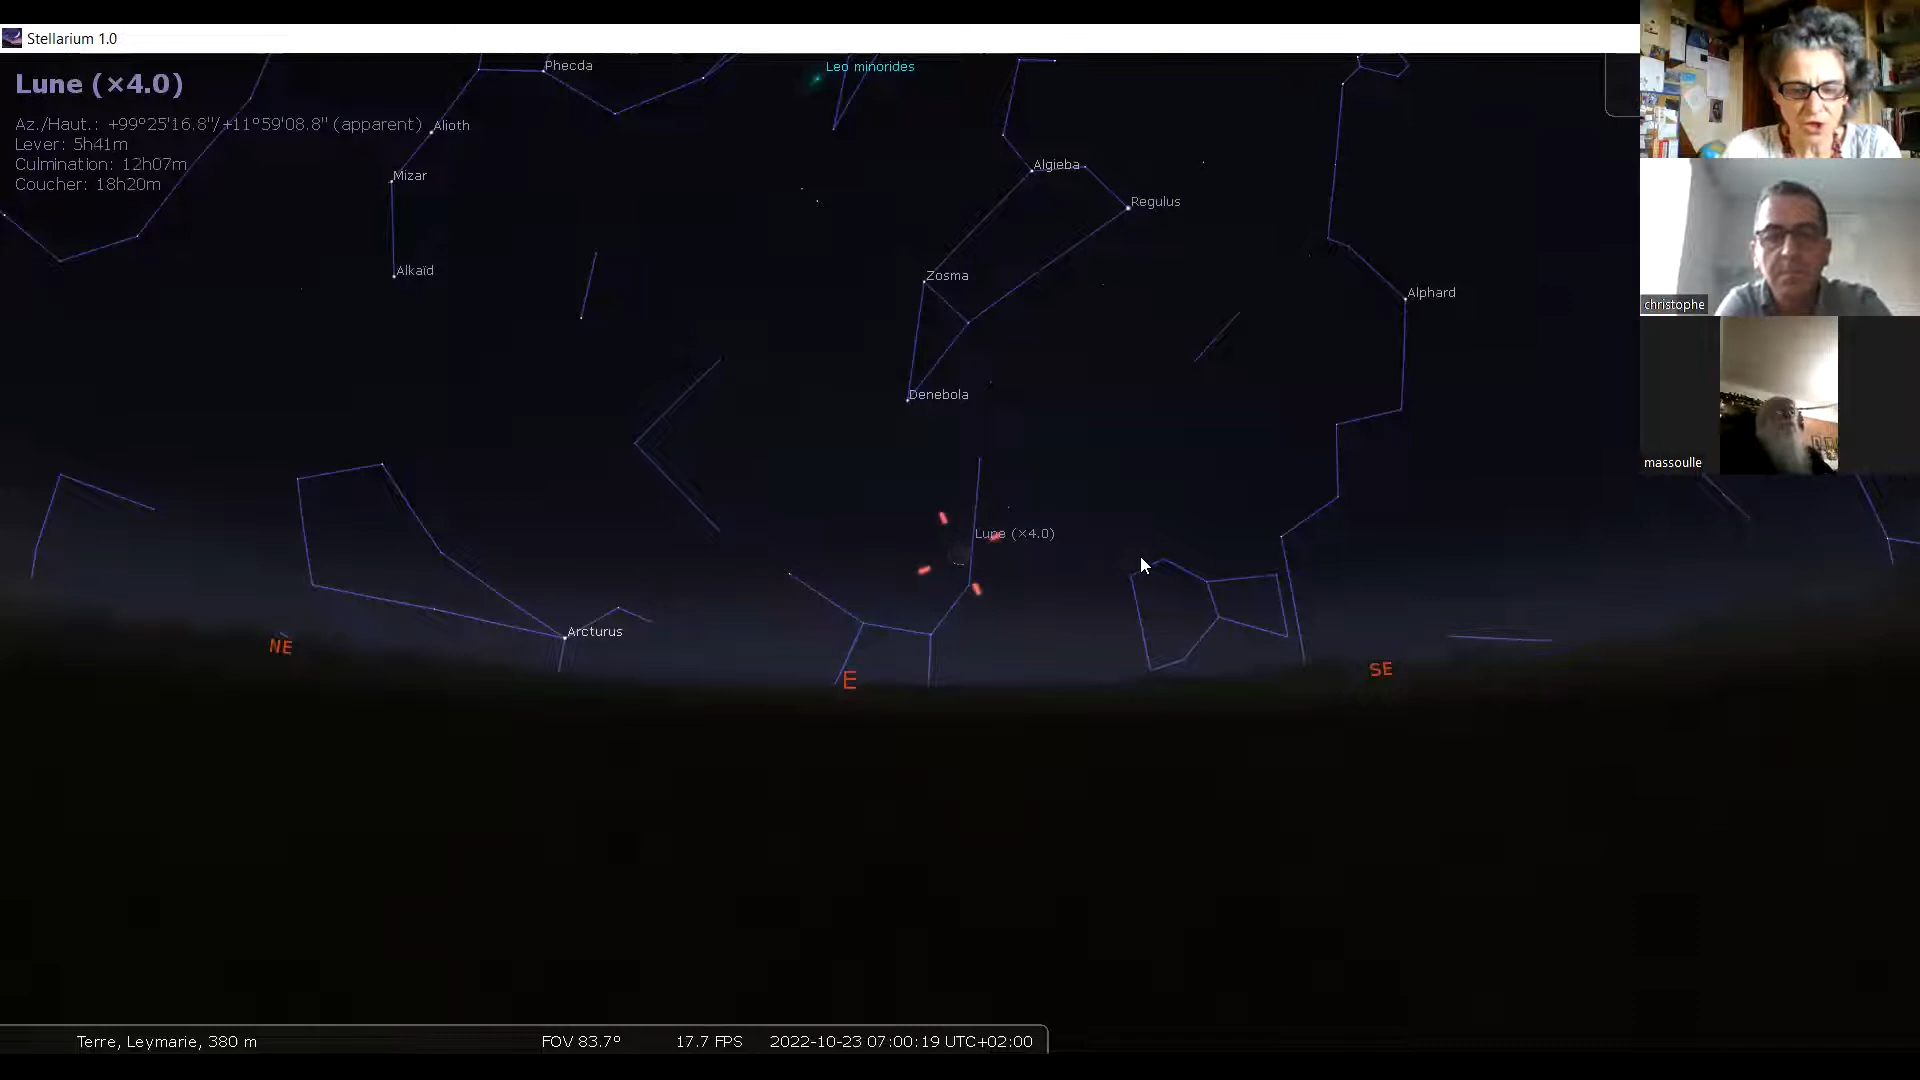 Stellarium 1.0
Lune (×4.0)
Az./Haut.: +99°25'16.8"/+11°59'08.8" (apparent)
Lever: 5h41m
Culmination: 12h07m
Coucher: 18h20m
Phecda
Leo minorides
Alioth
Mizar
Algieba
Regulus
Alkaïd
Zosma
Alphard
christophe
Denebola
massoulle
Lune (×4.0)
Arcturus
NE
E
SE
Terre, Leymarie, 380 m
FOV 83.7°
17.7 FPS
2022-10-23 07:00:19 UTC+02:00